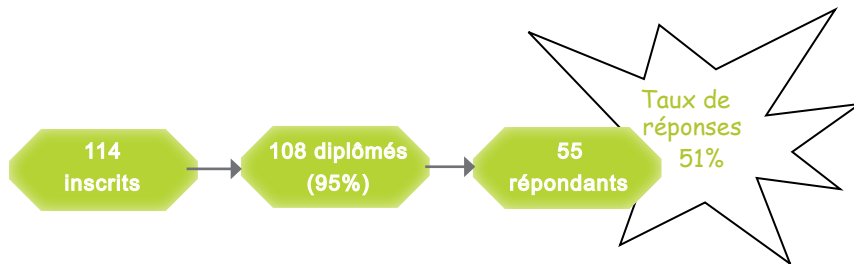 114
inscrits
108 diplômés
(95%)
55
répondants
Taux de
réponses
51%